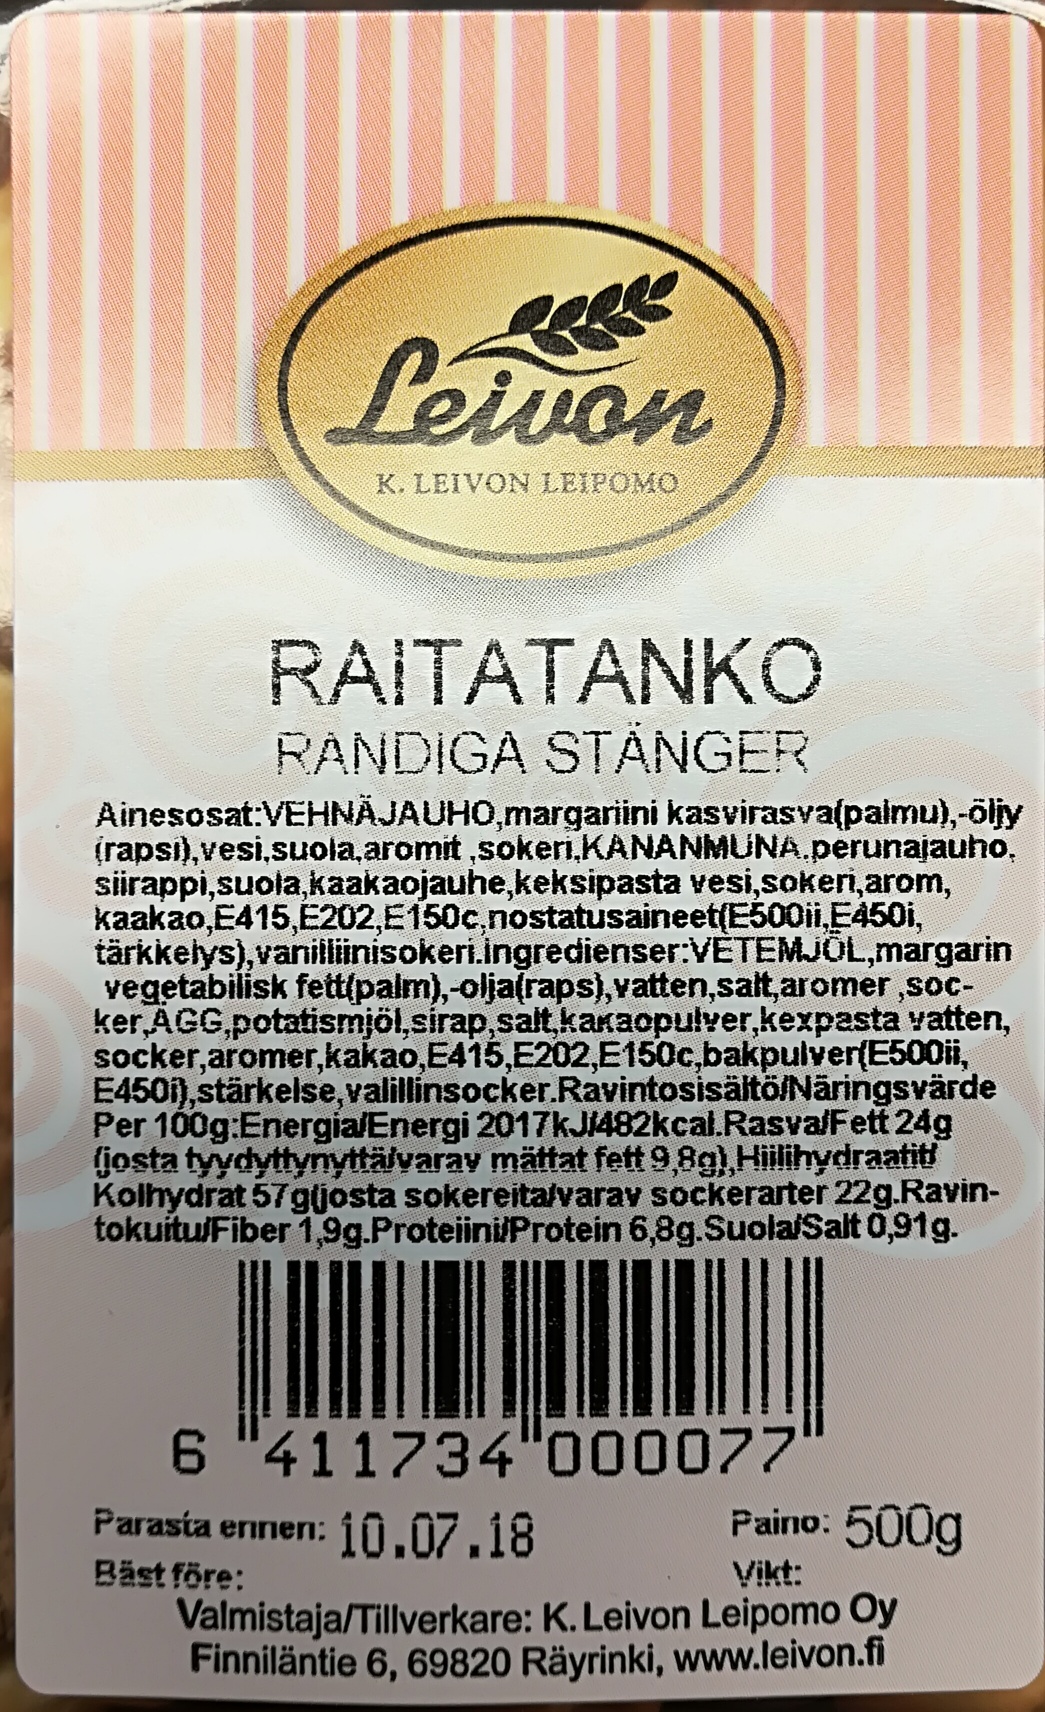 Leivon
K. LEIVON LEIPOMO
RAITATANKO
RANDIGA STÄNGER
Ainesosat:VEHNÄJAUHO,margariini kasvirasva(palmu),-öljy
(rapsi),vesi,suola,aromit ,sokeri,KANANMUNA,perunajauho,
siirappi,suola,kaakaojauhe,keksipasta vesi,sokeri,arom,
kaakao,E415,E202,E150c,nostatusaineet(E500ii,E450i,
tärkkelys),vanilliinisokeri.Ingredienser:VETEMJÖL,margarin
vegetabilisk fett(palm),-olja(raps),vatten,salt,aromer ,soc-
ker,ÄGG,potatismjöl,sirap,salt,kakaopulver,kexpasta vatten,
socker,aromer,kakao,E415,E202,E150c,bakpulver(E500ii,
E450i),stärkelse,valillinsocker.Ravintosisältö/Näringsvärde
Per 100g:Energia/Energi 2017kJ/482kcal.Rasva/Fett 24g
(josta tyydyttynyttä/varav mättat fett 9,8g),Hiilihydraatit/
Kolhydrat 57g(josta sokereita/varav sockerarter 22g.Ravin-
tokuitu/Fiber 1,9g.Proteiini/Protein 6,8g.Suola/Salt 0,91g.
6 411734 000077
Parasta ennen: 10.07.18 Paino: 500g
Bäst före: Vikt:
Valmistaja/Tillverkare: K. Leivon Leipomo Oy
Finniläntie 6, 69820 Räyrinki, www.leivon.fi